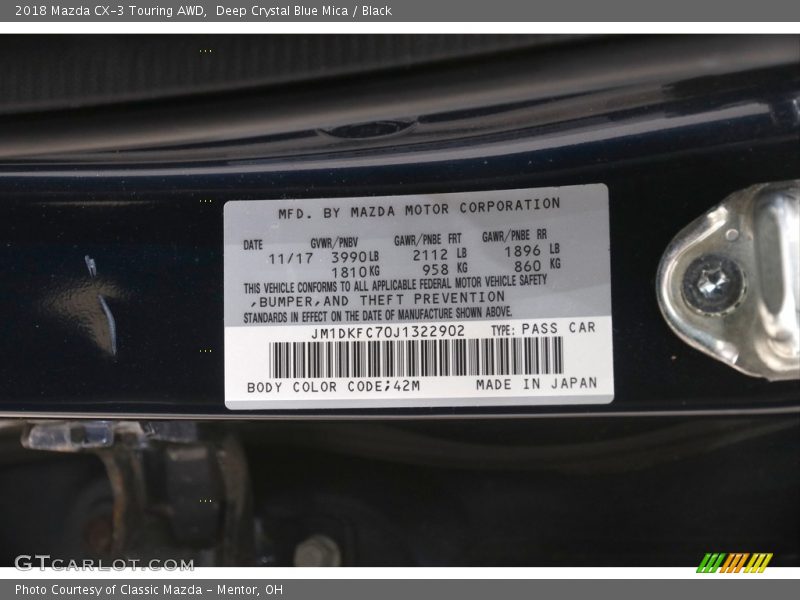 2018 Mazda CX-3 Touring AWD, Deep Crystal Blue Mica / Black
MFD. BY MAZDA MOTOR CORPORATION
DATE GVWR/PNBV GAWR/PNBE FRT GAWR/PNBE RR
11/17 3990LB 2112 LB 1896 LB
1810KG 958 KG 860 KG
THIS VEHICLE CONFORMS TO ALL APPLICABLE FEDERAL MOTOR VEHICLE SAFETY
,BUMPER,AND THEFT PREVENTION
STANDARDS IN EFFECT ON THE DATE OF MANUFACTURE SHOWN ABOVE.
JM1DKFC70J1322902 TYPE: PASS CAR
BODY COLOR CODE;42M MADE IN JAPAN
GTCARLOT.COM
Photo Courtesy of Classic Mazda - Mentor, OH